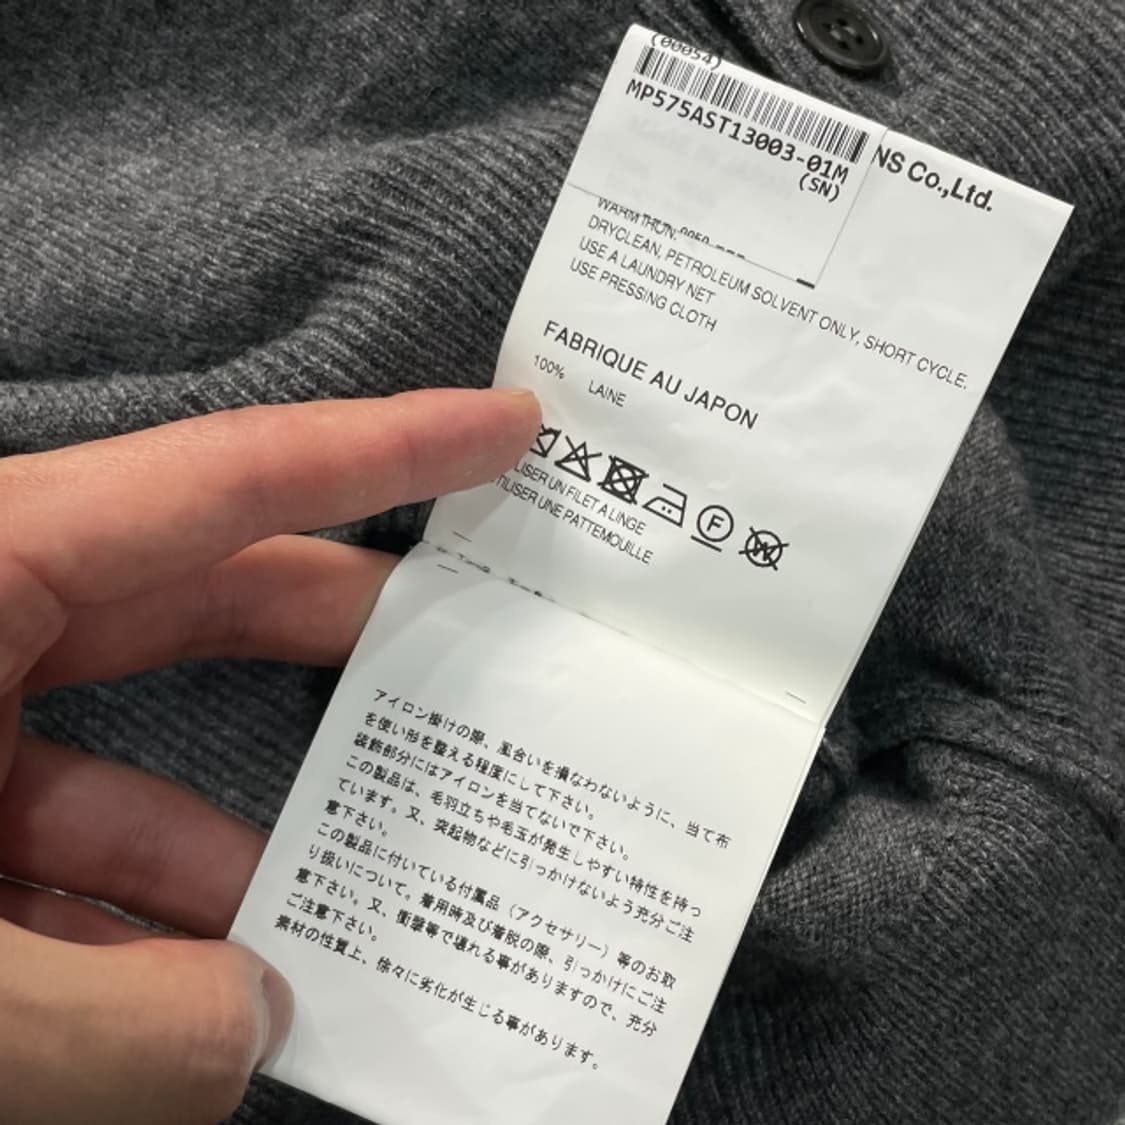 (00054)
MP575AST13003-01M
(SN)
NS Co.,Ltd.
DRYCLEAN, PETROLEUM SOLVENT ONLY, SHORT CYCLE.
USE A LAUNDRY NET
USE PRESSING CLOTH
FABRIQUE AU JAPON
100% LAINE
F
W
LISER UN FILET A LINGE
TILISER UNE PATTEMOUILLE
アイロン掛けの際、風合いを損なわないように、当て布
を使い形を整える程度にして下さい。
装飾部分にはアイロンを当てないで下さい。
この製品は、毛羽立ちや毛玉が発生しやすい特性を持っ
ています。又、突起物などに引っかけないよう充分ご注
意下さい。
この製品に付いている付属品（アクセサリー）等のお取
り扱いについて。着用時及び着脱の際、引っかけにご注
意下さい。又、衝撃等で壊れる事がありますので、充分
ご注意下さい。
素材の性質上、徐々に劣化が生じる事があります。